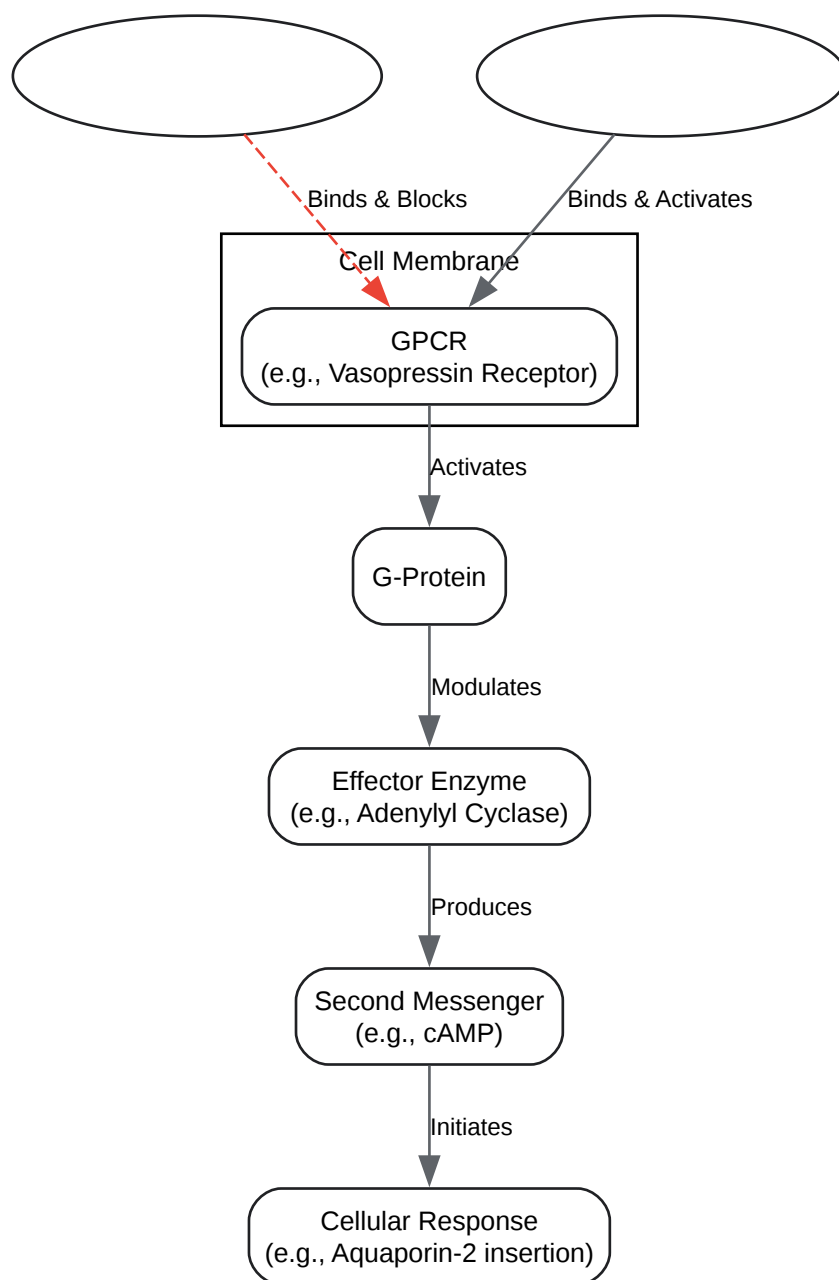 Binds & Blocks
Binds & Activates
Cell Membrane
GPCR
(e.g., Vasopressin Receptor)
Activates
G-Protein
Modulates
Effector Enzyme
(e.g., Adenylyl Cyclase)
Produces
Second Messenger
(e.g., cAMP)
Initiates
Cellular Response
(e.g., Aquaporin-2 insertion)